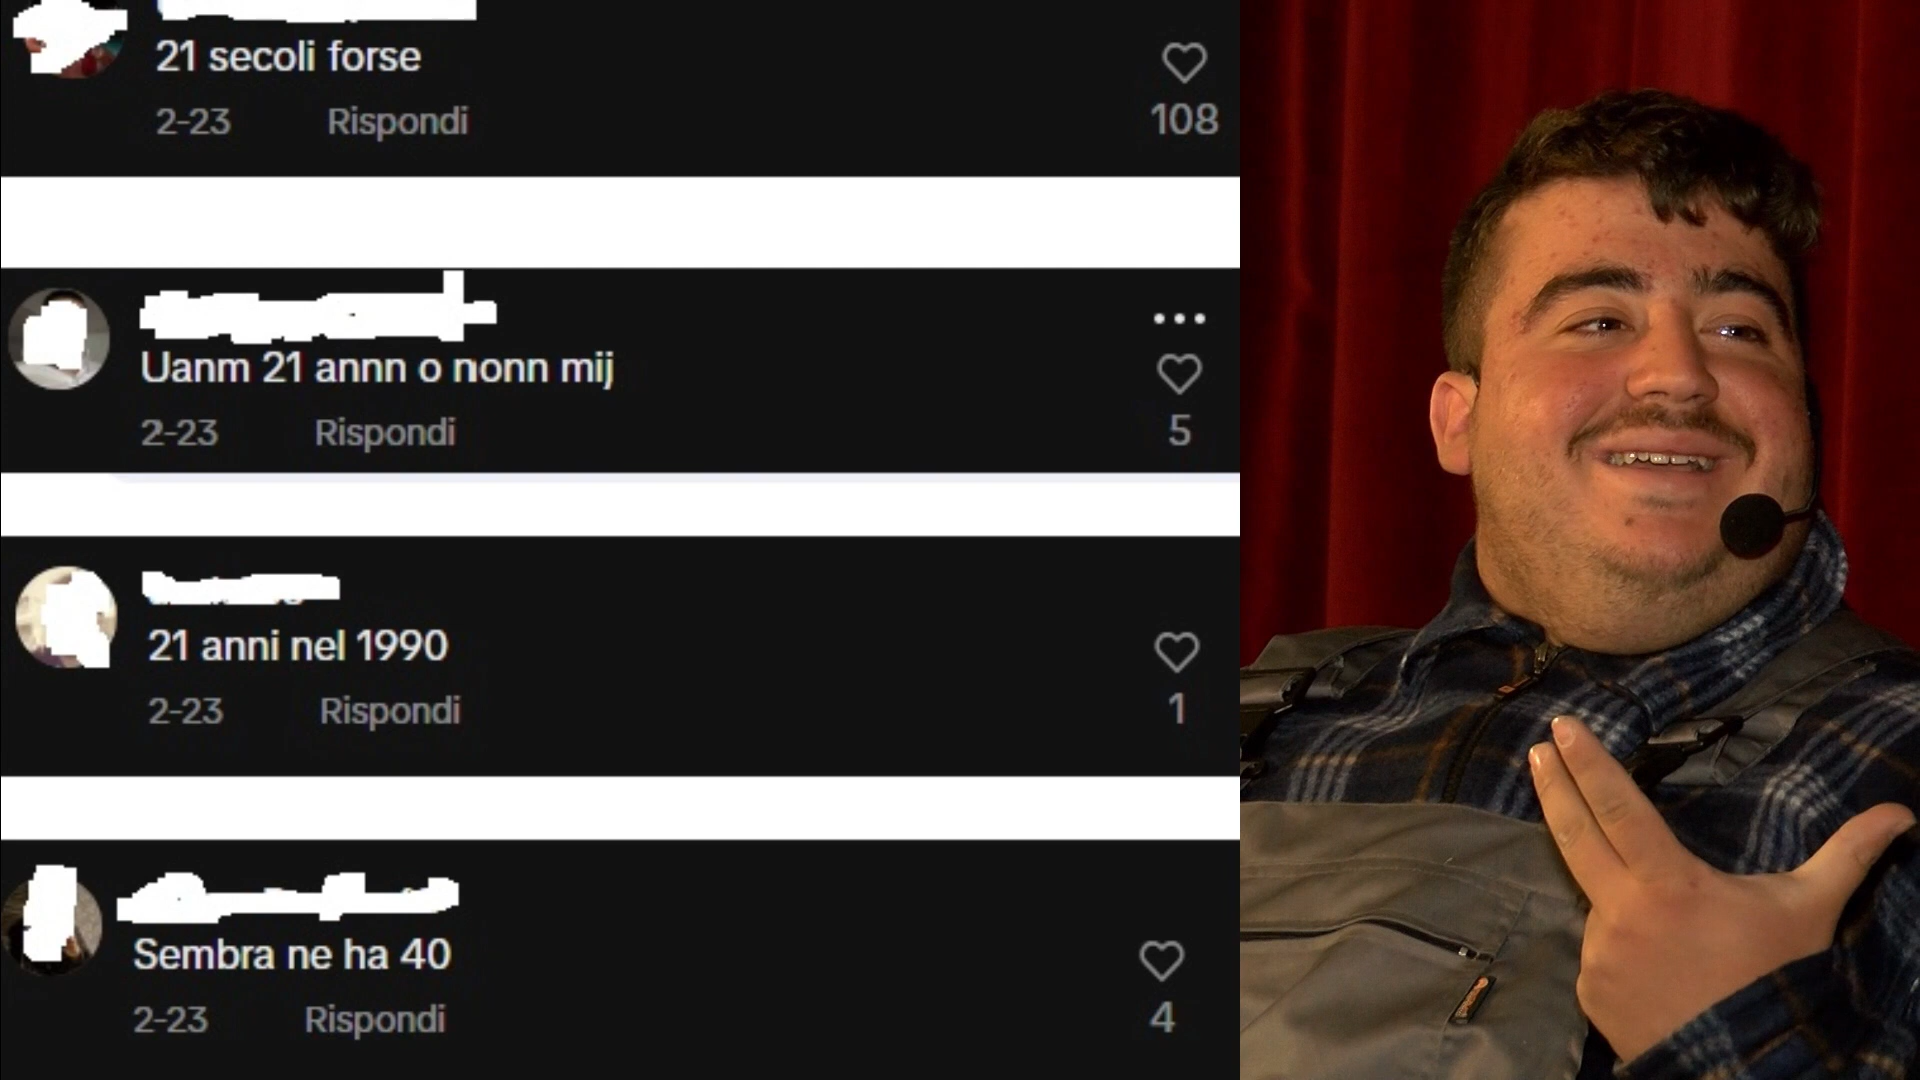 21 secoli forse
108
2-23 Rispondi
Uanm 21 annn o nonn mij
2-23 Rispondi
5
21 anni nel 1990
2-23 Rispondi
1
Sembra ne ha 40
2-23 Rispondi
4